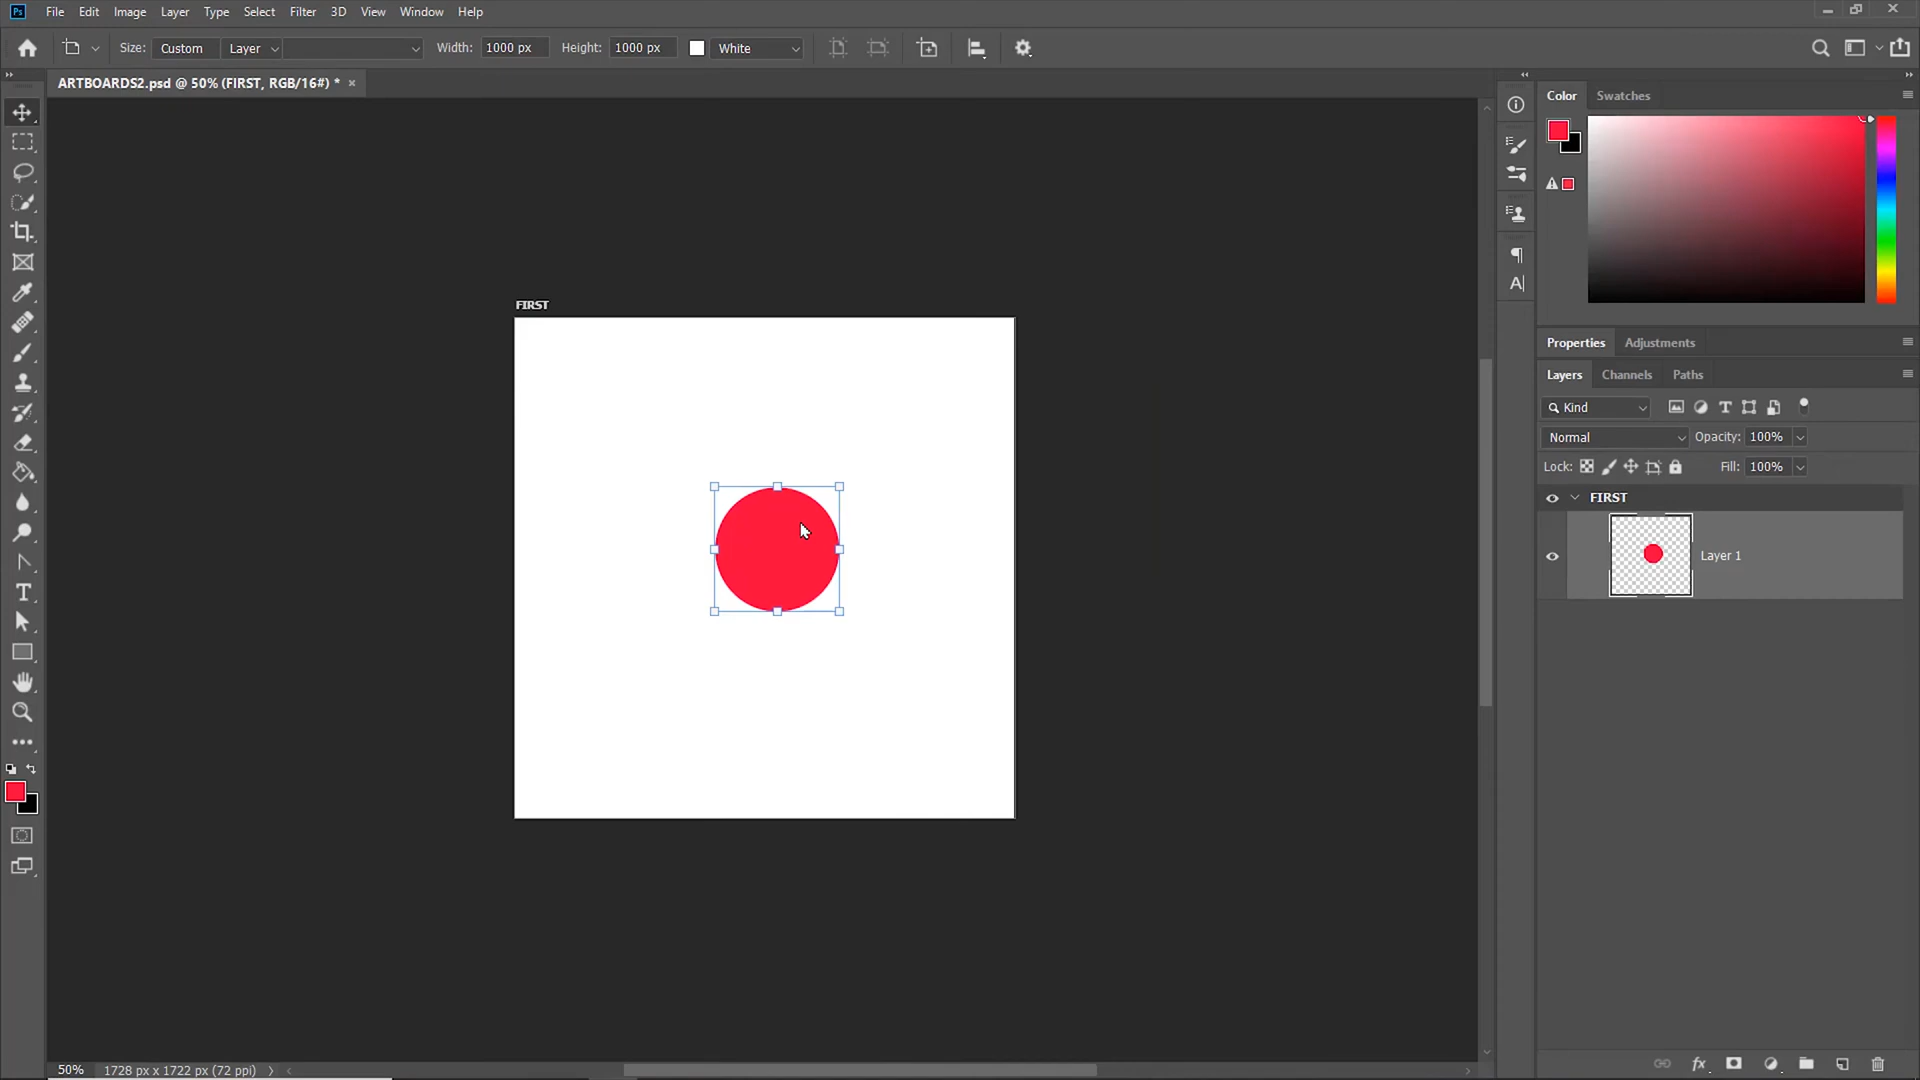 Ps File Edit Image Layer Type Select Filter 3D View Window Help
Size: Custom Layer Width: 1000 px Height: 1000 px White
ARTBOARDS2.psd @ 50% (FIRST, RGB/16#) * ×
Color Swatches
FIRST
Properties Adjustments
Layers Channels Paths
Kind
Normal Opacity: 100%
Lock: Fill: 100%
FIRST
Layer 1
50% 1728 px x 1722 px (72 ppi)